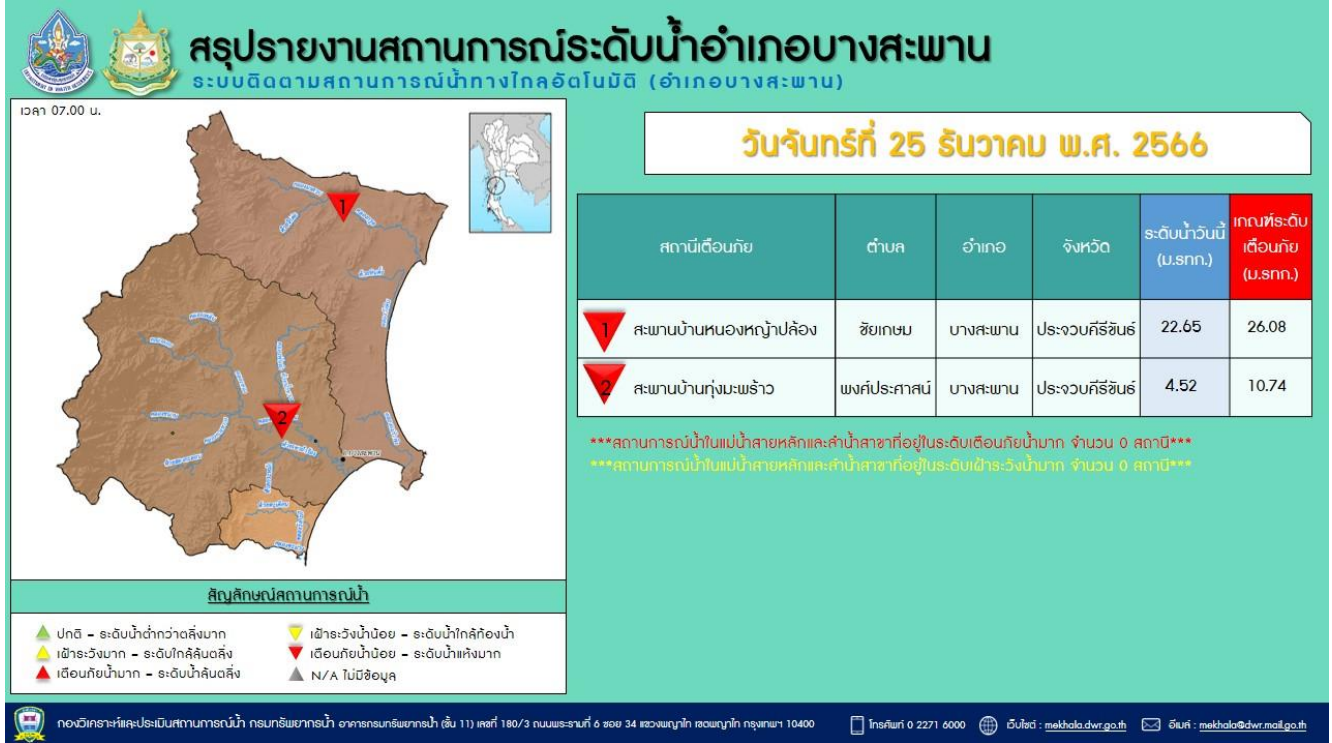 สรุปรายงานสถานการณ์ระดับน้ำอำเภอบางสะพาน
ระบบติดตามสถานการณ์น้ำทางไกลอัตโนมัติ (อำเภอบางสะพาน)
เวลา 07.00 น.
1
2
วันจันทร์ที่ 25 ธันวาคม พ.ศ. 2566
สถานีเตือนภัย ตำบล อำเภอ จังหวัด ระดับน้ำวันนี้ (ม.รทก.) เกณฑ์ระดับเตือนภัย (ม.รทก.)
1 สะพานบ้านหนองหญ้าปล้อง ชัยเกษม บางสะพาน ประจวบคีรีขันธ์ 22.65 26.08
2 สะพานบ้านทุ่งมะพร้าว พงศ์ประศาสน์ บางสะพาน ประจวบคีรีขันธ์ 4.52 10.74
***สถานการณ์น้ำในแม่น้ำสายหลักและลำน้ำสาขาที่อยู่ในระดับเตือนภัยน้ำมาก จำนวน 0 สถานี***
***สถานการณ์น้ำในแม่น้ำสายหลักและลำน้ำสาขาที่อยู่ในระดับเฝ้าระวังน้ำมาก จำนวน 0 สถานี***
สัญลักษณ์สถานการณ์น้ำ
ปกติ - ระดับน้ำต่ำกว่าตลิ่งมาก
เฝ้าระวังมาก - ระดับใกล้ล้นตลิ่ง
เตือนภัยน้ำมาก - ระดับน้ำล้นตลิ่ง
เฝ้าระวังน้ำน้อย - ระดับน้ำใกล้ท้องน้ำ
เตือนภัยน้ำน้อย - ระดับน้ำแห้งมาก
N/A ไม่มีข้อมูล
กองวิเคราะห์และประเมินสถานการณ์น้ำ กรมทรัพยากรน้ำ อาคารกรมทรัพยากรน้ำ (ชั้น 11) เลขที่ 180/3 ถนนพระรามที่ 6 ซอย 34 แขวงพญาไท เขตพญาไท กรุงเทพฯ 10400 โทรศัพท์ 0 2271 6000 เว็บไซต์ : mekhala.dwr.go.th อีเมล์ : mekhala@dwr.mail.go.th